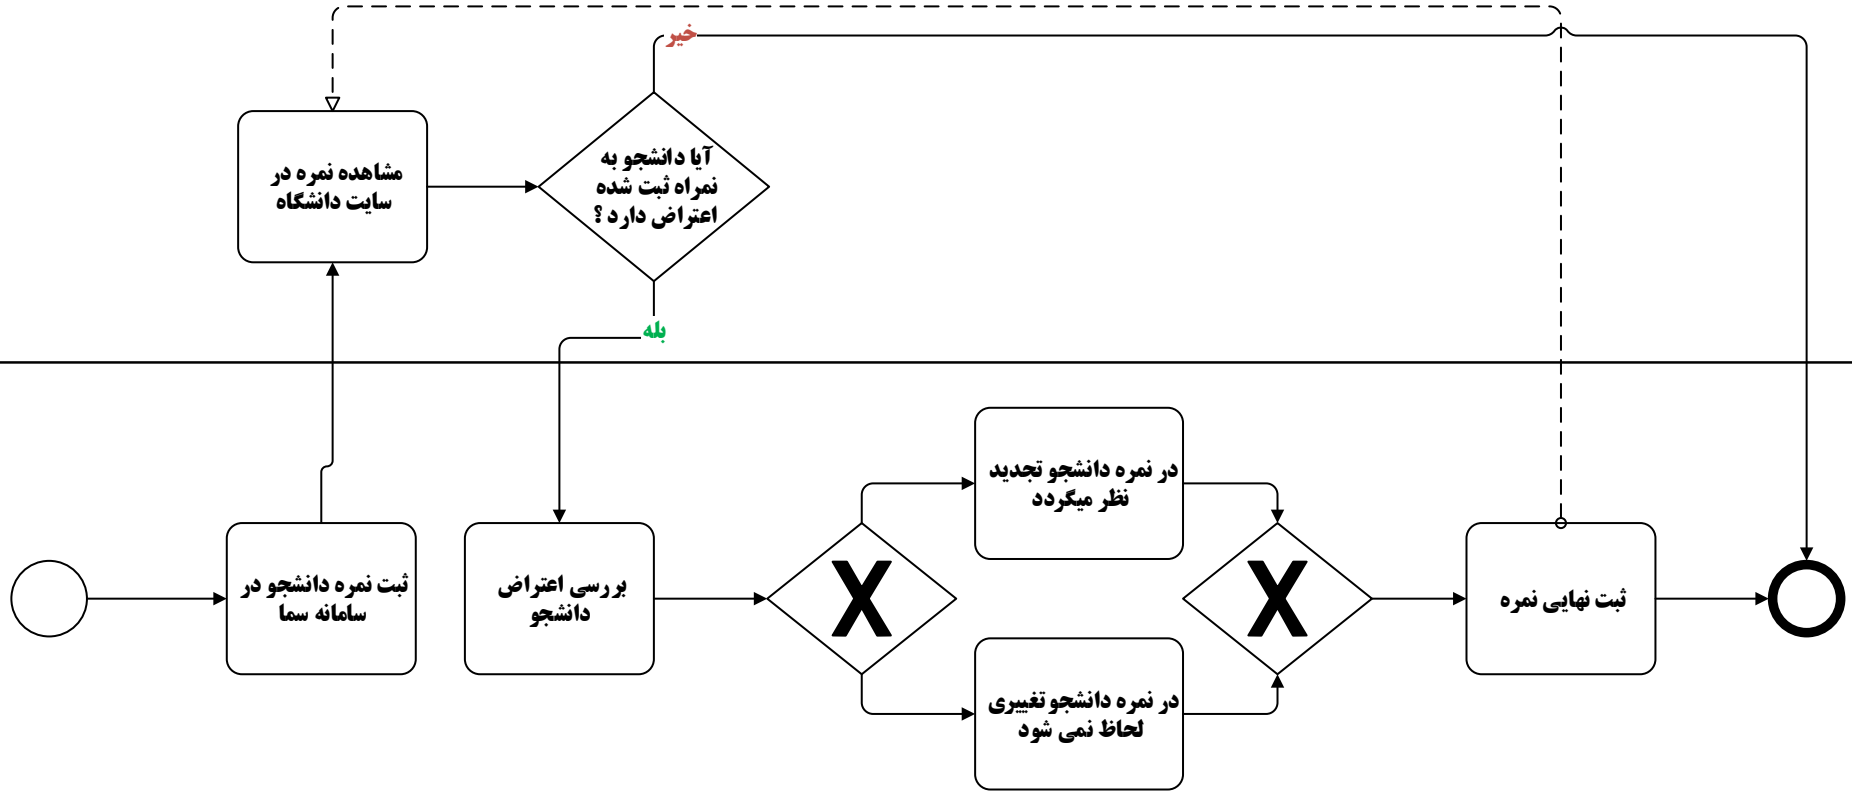 خیر
مشاهده نمره در
سایت دانشگاه
آیا دانشجو به
نمراه ثبت شده
اعتراض دارد ؟
بله
ثبت نمره دانشجو در
سامانه سما
بررسی اعتراض
دانشجو
X
در نمره دانشجو تجدید
نظر میگردد
در نمره دانشجو تغییری
لحاظ نمی شود
X
ثبت نهایی نمره